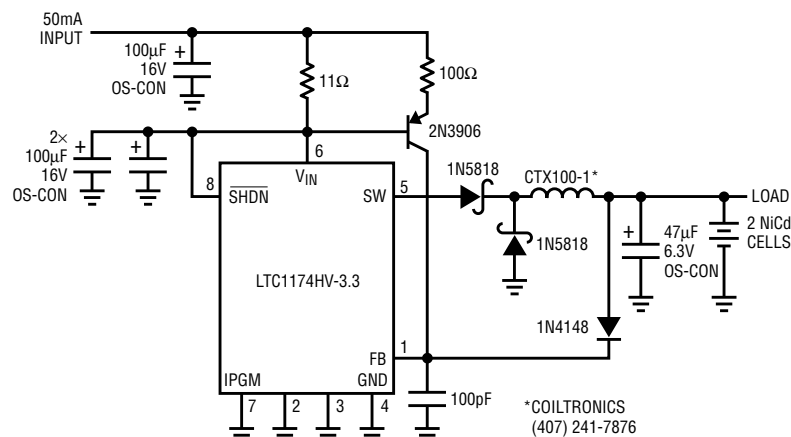 50mA
INPUT
100μF
16V
OS-CON
+
11Ω
100Ω
2N3906
2×
100μF
16V
OS-CON
+
+
6
VIN
8
SHDN
SW
5
1N5818
CTX100-1*
LOAD
1N5818
+
47μF
6.3V
OS-CON
+
2 NiCd
CELLS
LTC1174HV-3.3
1N4148
FB
1
IPGM
GND
7
2
3
4
100pF
*COILTRONICS
(407) 241-7876